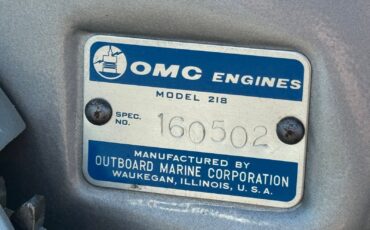 OMC ENGINES
MODEL 218
SPEC. NO. 160502
MANUFACTURED BY
OUTBOARD MARINE CORPORATION
WAUKEGAN, ILLINOIS, U. S. A.